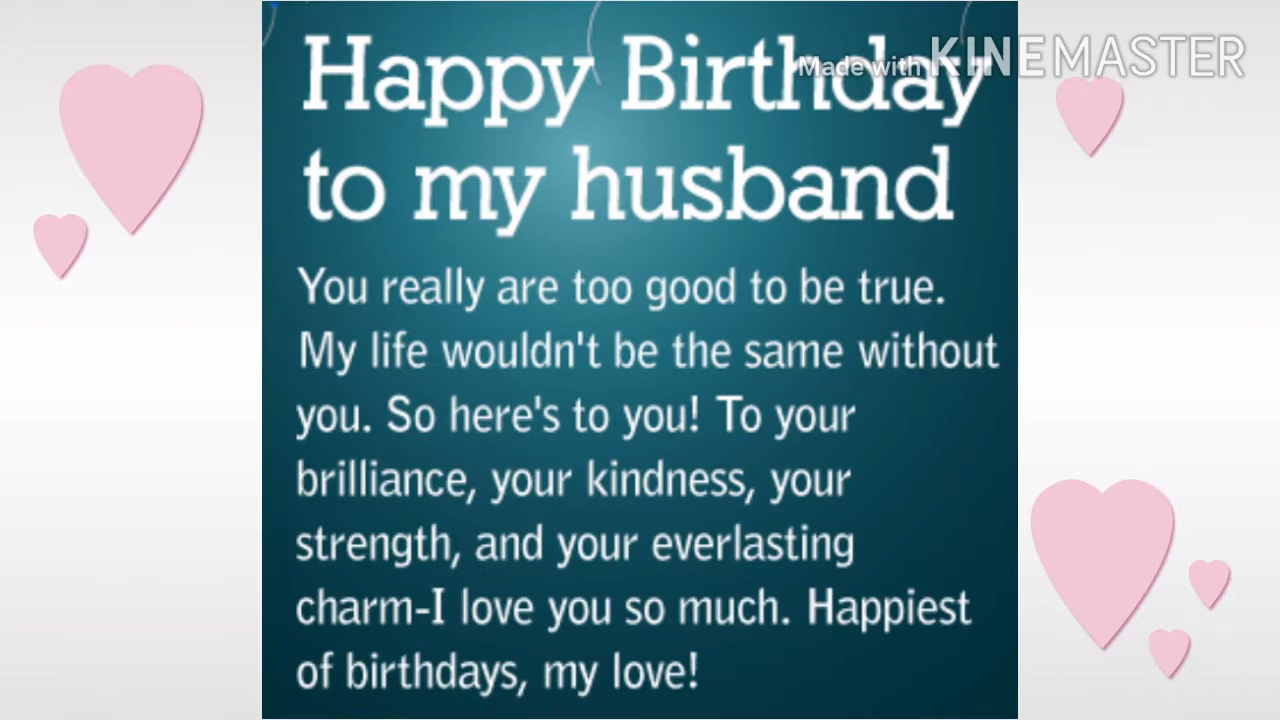 Made with KINEMASTER
Happy Birthday
to my husband
You really are too good to be true.
My life wouldn't be the same without
you. So here's to you! To your
brilliance, your kindness, your
strength, and your everlasting
charm-I love you so much. Happiest
of birthdays, my love!